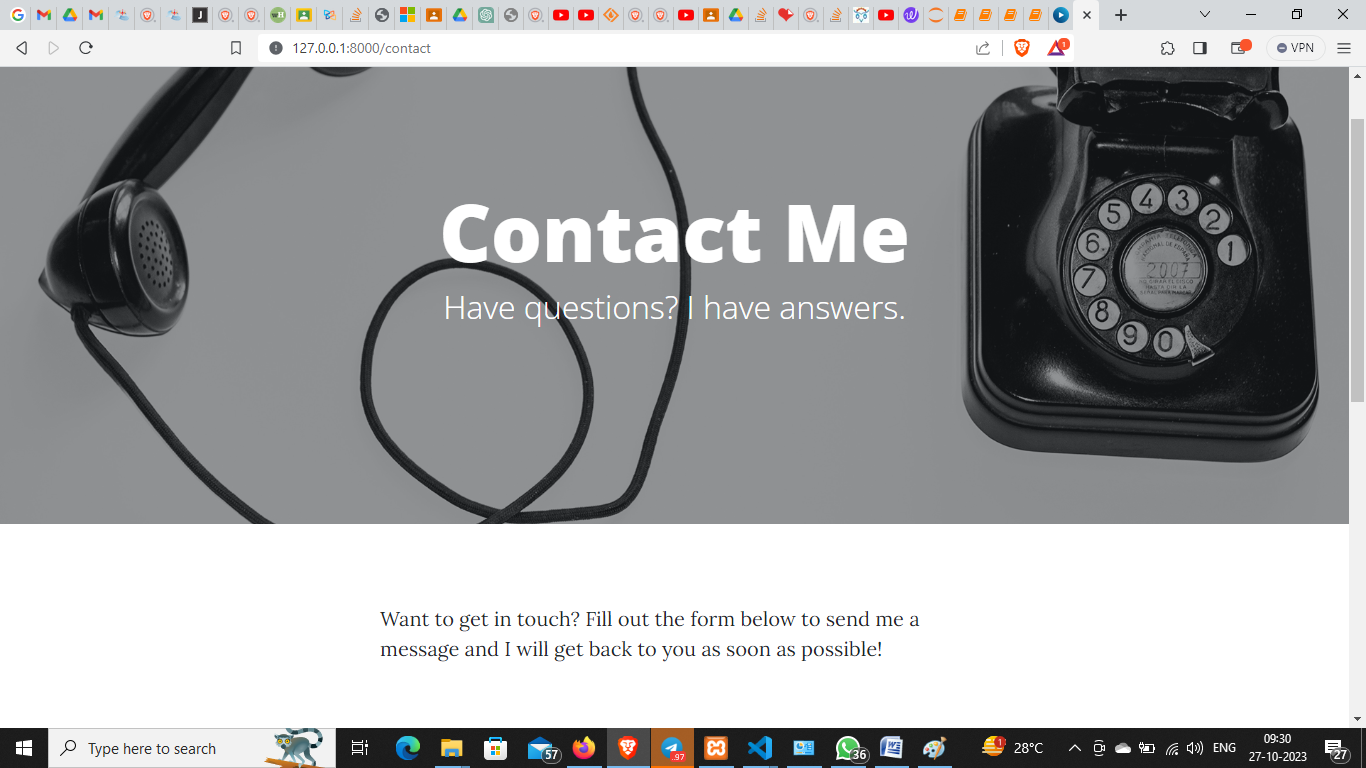 127.0.0.1:8000/contact
1
VPN
Contact Me
Have questions? I have answers.
1
2
3
4
5
6
7
8
9
0
2007
Want to get in touch? Fill out the form below to send me a
message and I will get back to you as soon as possible!
Type here to search
57
.97
36
1
28°C
ENG
09:30
27-10-2023
27